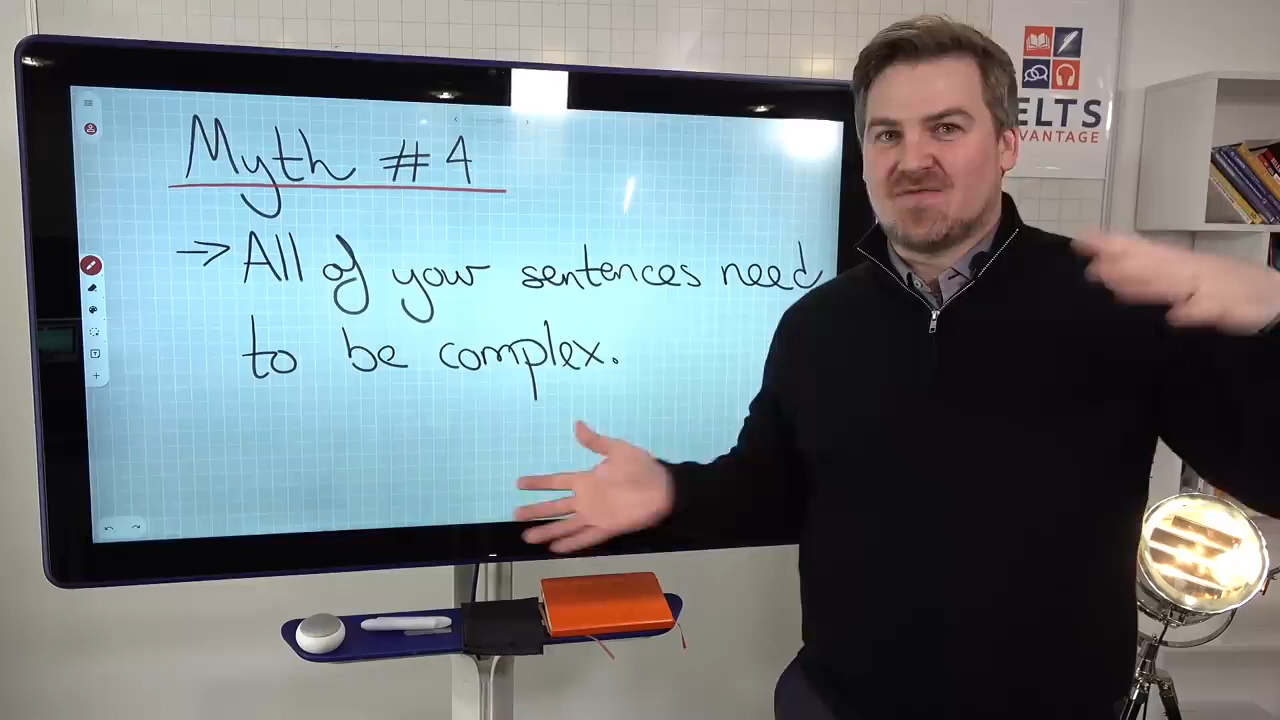 Myth #4
→ All of your sentences need
to be complex.
ELTS
VANTAGE